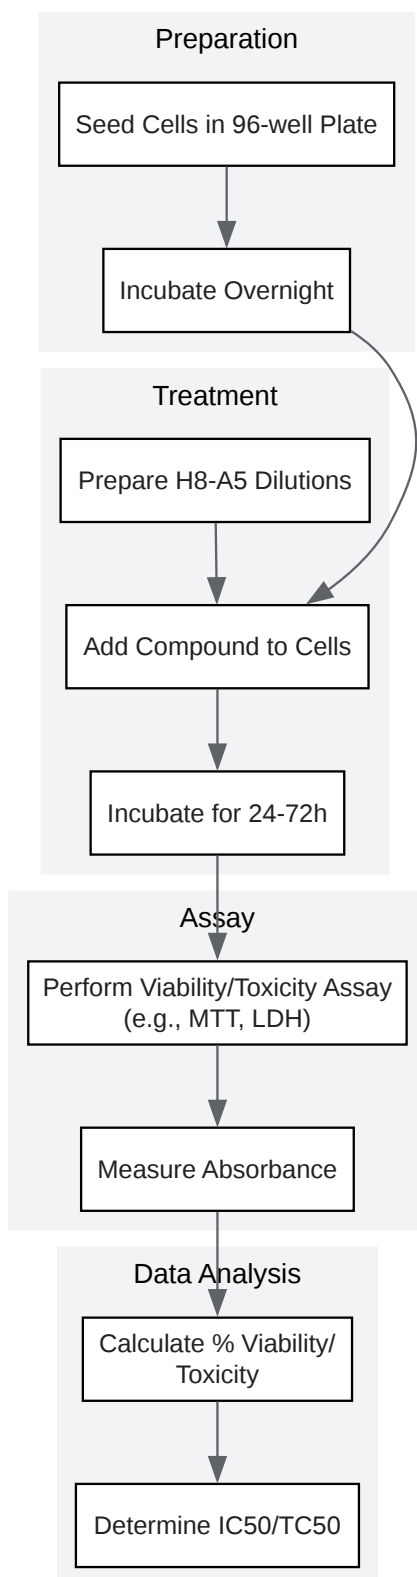 Preparation
Seed Cells in 96-well Plate
Incubate Overnight
Treatment
Prepare H8-A5 Dilutions
Add Compound to Cells
Incubate for 24-72h
Assay
Perform Viability/Toxicity Assay
(e.g., MTT, LDH)
Measure Absorbance
Data Analysis
Calculate % Viability/
Toxicity
Determine IC50/TC50